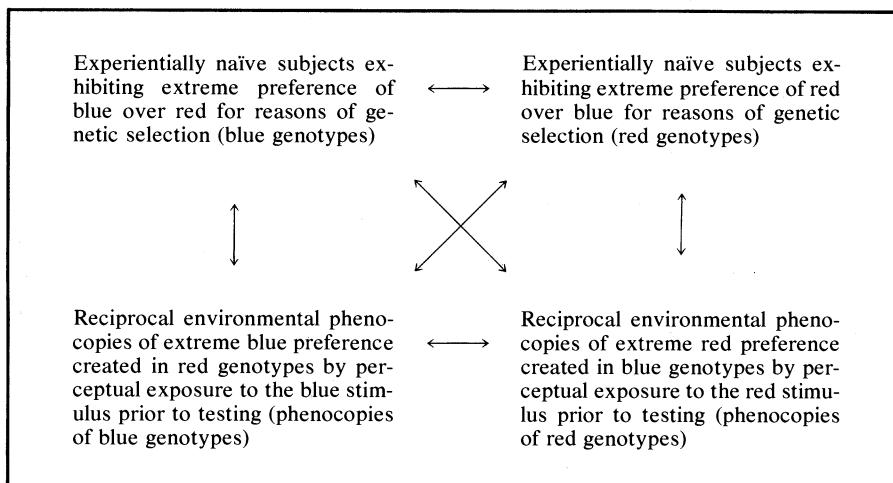 Experientially naïve subjects ex-
hibiting extreme preference of
blue over red for reasons of ge-
netic selection (blue genotypes)
Experientially naïve subjects ex-
hibiting extreme preference of red
over blue for reasons of genetic
selection (red genotypes)
Reciprocal environmental pheno-
copies of extreme blue preference
created in red genotypes by per-
ceptual exposure to the blue stim-
ulus prior to testing (phenocopies
of blue genotypes)
Reciprocal environmental pheno-
copies of extreme red preference
created in blue genotypes by per-
ceptual exposure to the red stimu-
lus prior to testing (phenocopies
of red genotypes)